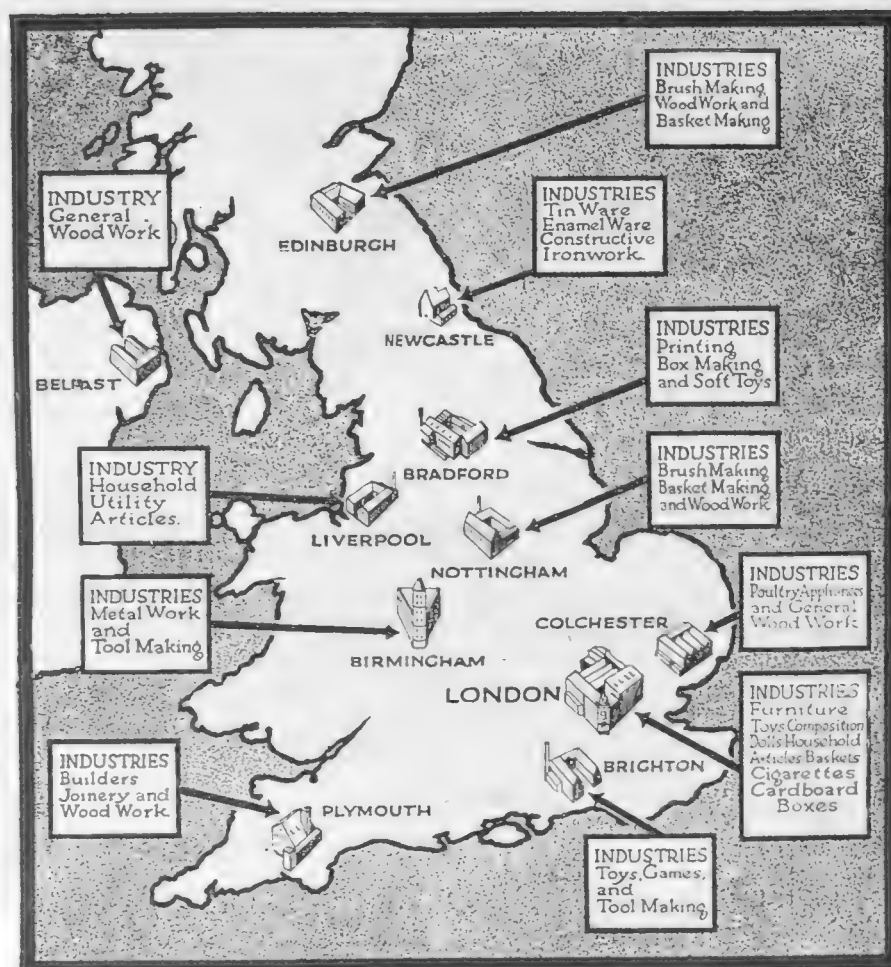 INDUSTRIES
Brush Making
Wood Work and
Basket Making
INDUSTRY
General
Wood Work
EDINBURGH
INDUSTRIES
Tin Ware
Enamel Ware
Constructive
Ironwork
NEWCASTLE
BELFAST
INDUSTRIES
Printing
Box Making
and Soft Toys
BRADFORD
INDUSTRY
Household
Utility
Articles.
LIVERPOOL
INDUSTRIES
Brush Making
Basket Making
and Wood Work
NOTTINGHAM
INDUSTRIES
Metal Work
and
Tool Making
BIRMINGHAM
COLCHESTER
INDUSTRIES
Poultry Appliances
and General
Wood Work
LONDON
INDUSTRIES
Furniture
Toys Composition
Dolls Household
Articles Baskets
Cigarettes
Cardboard
Boxes
INDUSTRIES
Builders
Joinery and
Wood Work
PLYMOUTH
BRIGHTON
INDUSTRIES
Toys, Games,
and
Tool Making